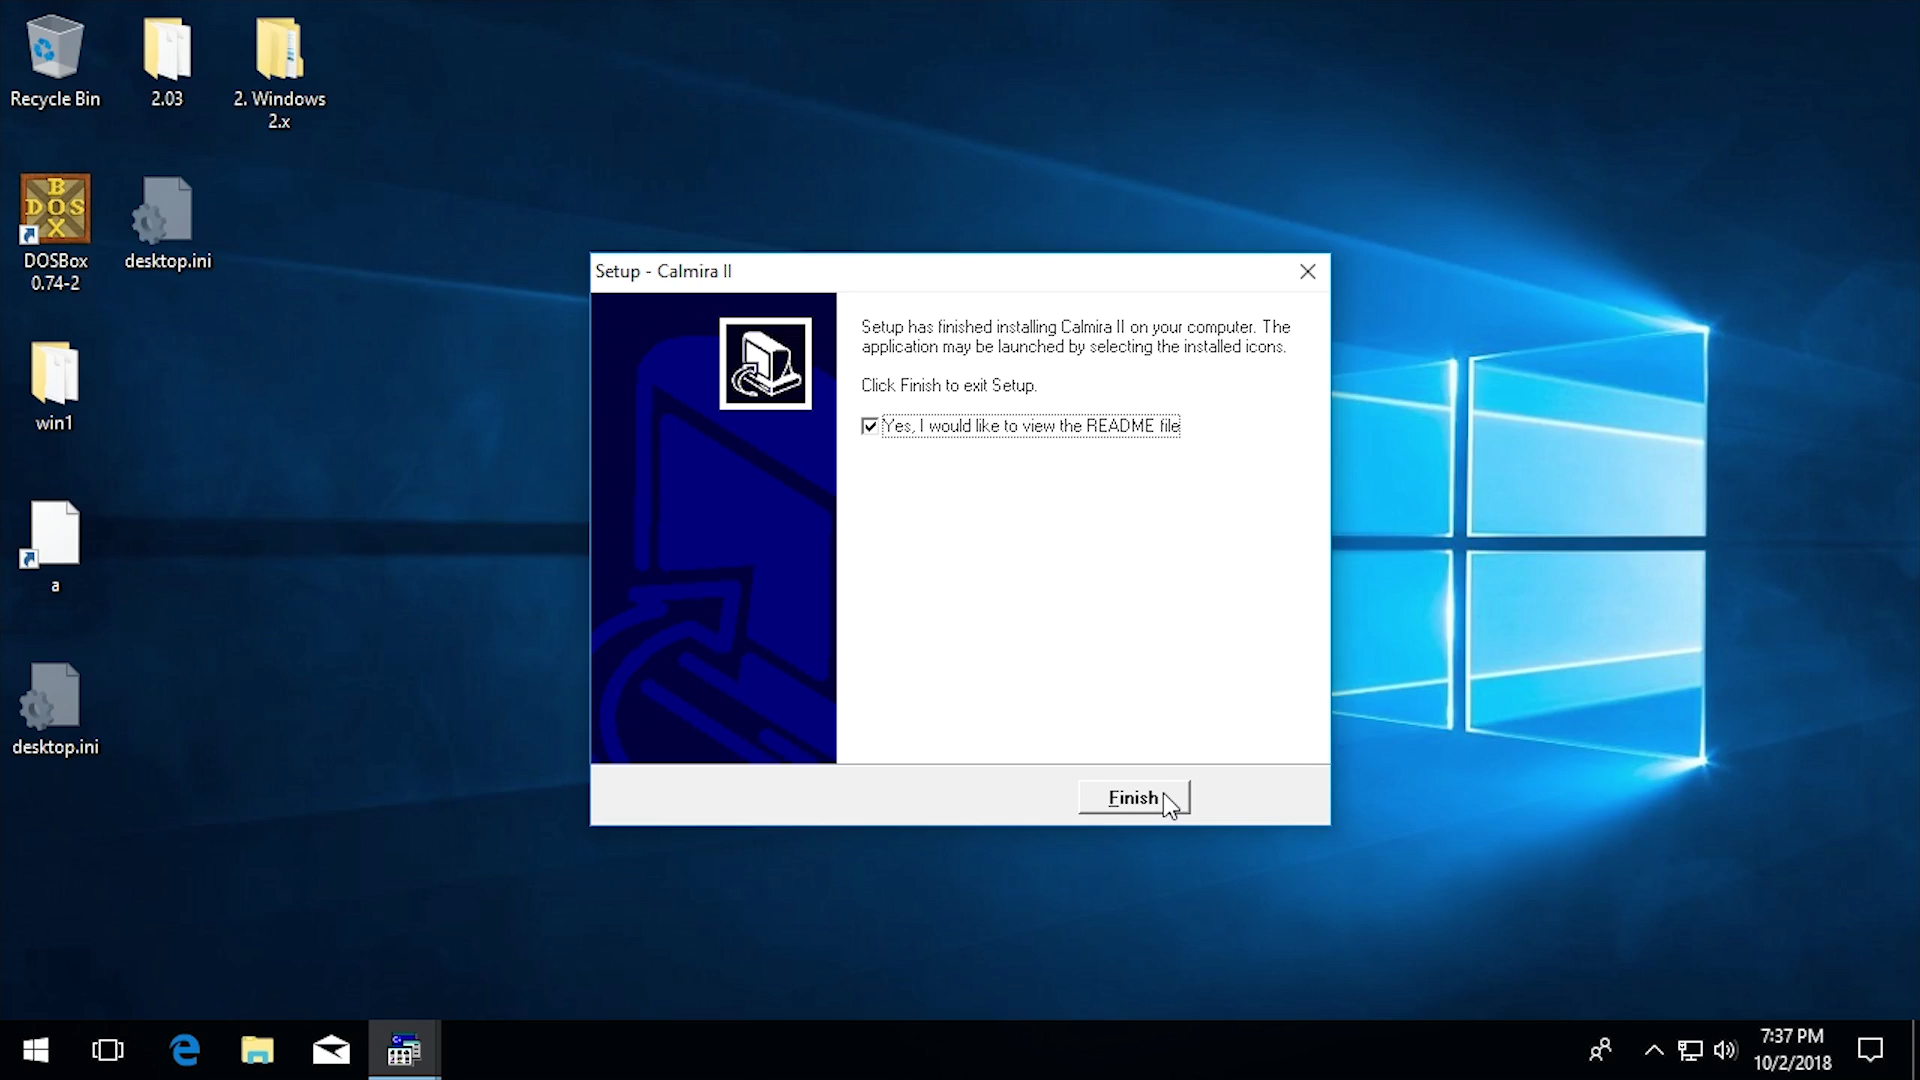 Recycle Bin
2.03
2. Windows
2.x
B
DOS
X
DOSBox
0.74-2
desktop.ini
win1
a
desktop.ini
Setup - Calmira II
Setup has finished installing Calmira II on your computer. The
application may be launched by selecting the installed icons.
Click Finish to exit Setup.
Yes, I would like to view the README file
Finish
7:37 PM
10/2/2018